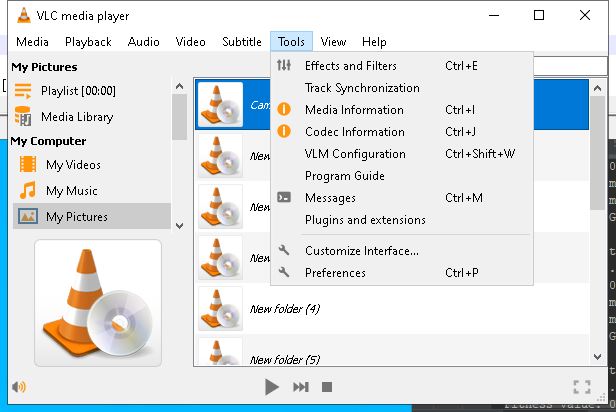 VLC media player
Media Playback Audio Video Subtitle Tools View Help
My Pictures
Playlist [00:00]
Media Library
My Computer
My Videos
My Music
My Pictures
Effects and Filters Ctrl+E
Track Synchronization
Media Information Ctrl+I
Codec Information Ctrl+J
VLM Configuration Ctrl+Shift+W
Program Guide
Messages Ctrl+M
Plugins and extensions
Customize Interface...
Preferences Ctrl+P
Cam
New
New
New
New folder (4)
New folder (5)